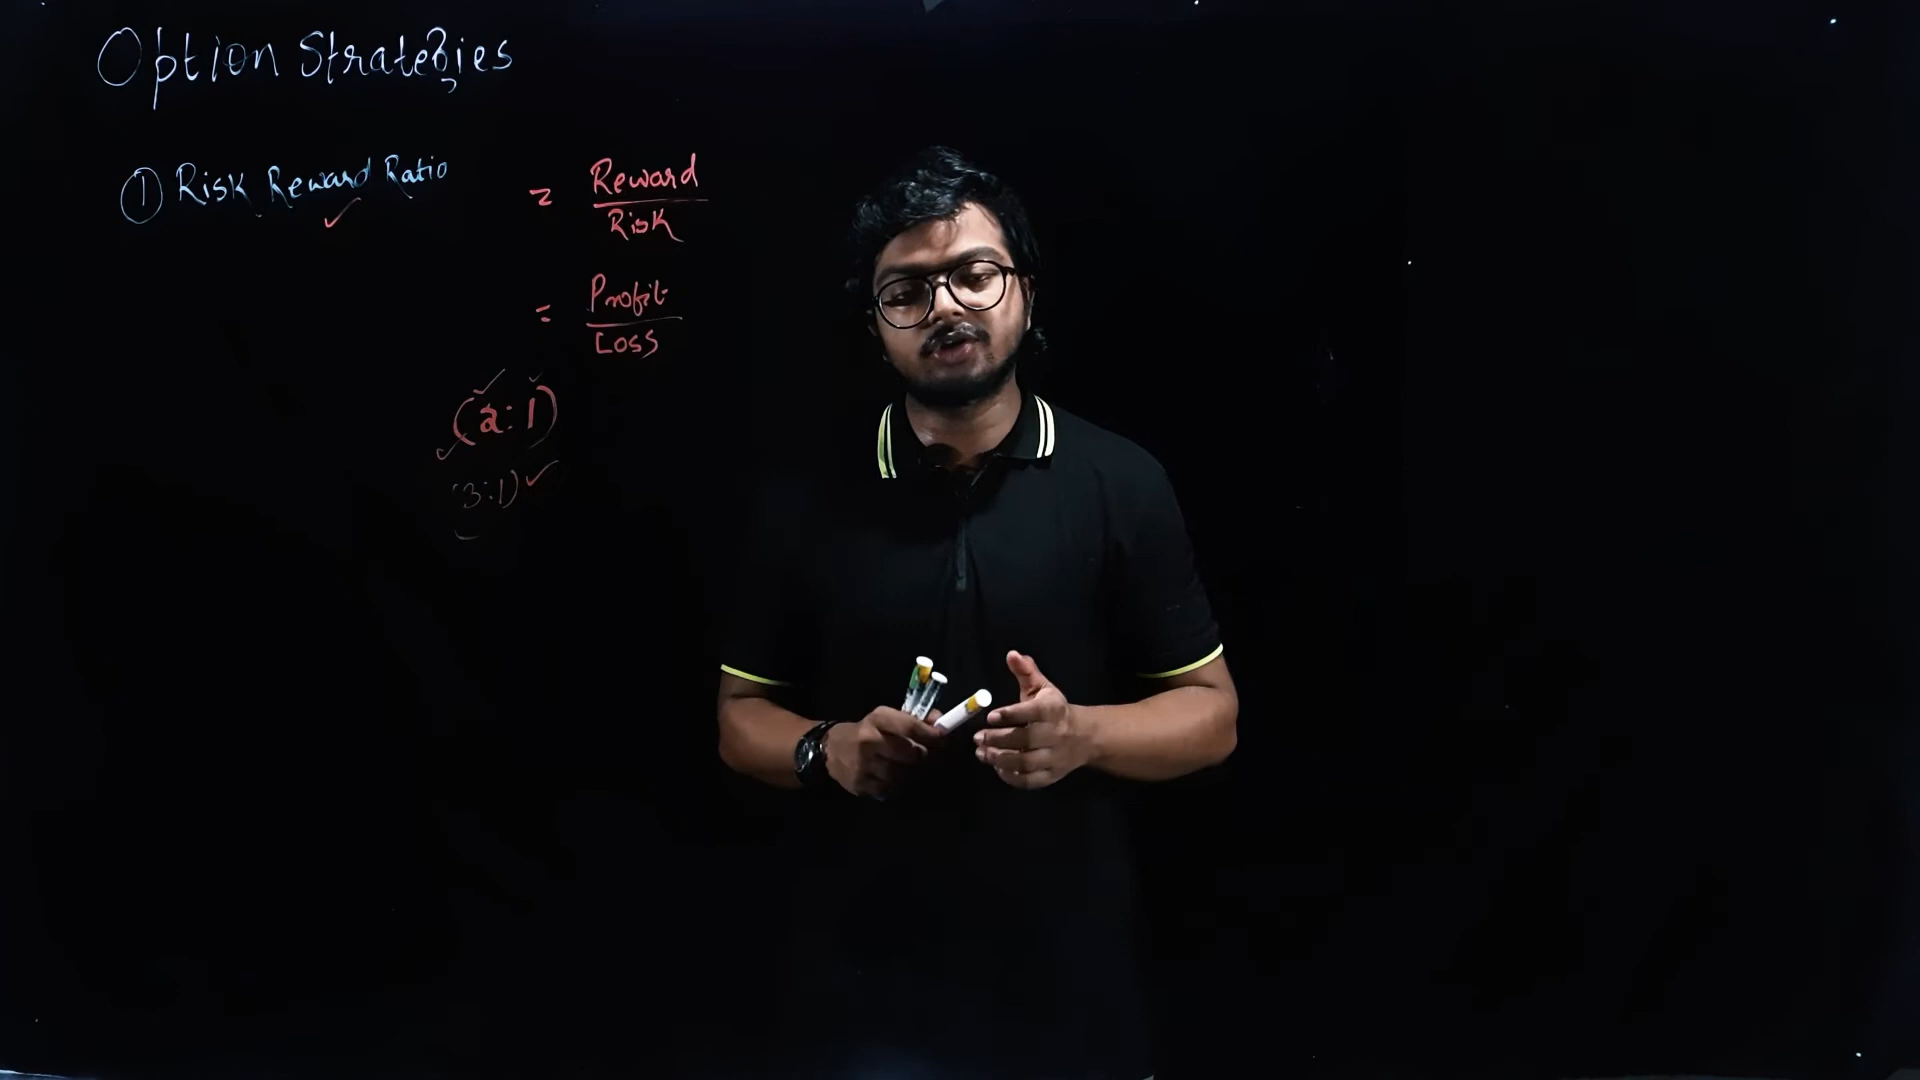 Option Strategies
① Risk Reward Ratio = Reward / Risk
= Profit / Loss
(2:1)
(3:1)